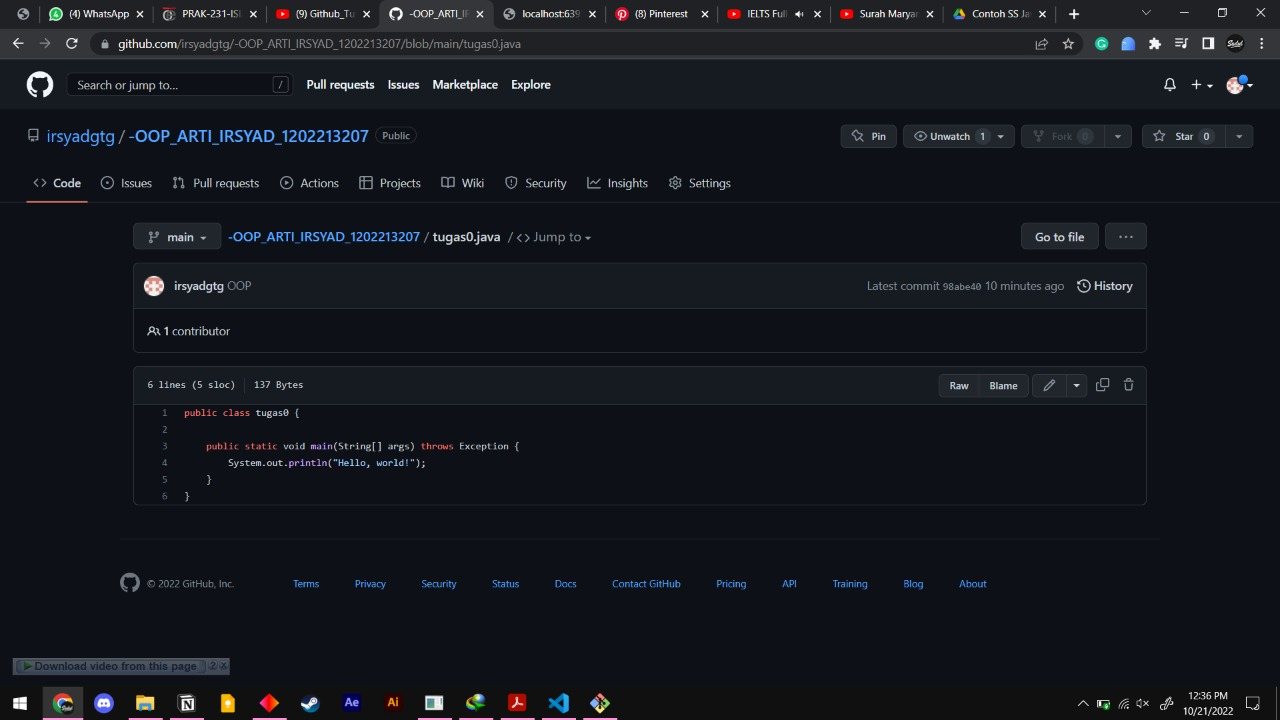 (4) WhatsApp
PRAK-231-ISI
(9) Github_Tu
-OOP_ARTI_IF
localhost:639
(8) Pinterest
IELTS Full
Surah Maryam
Contoh SS Ja
github.com/irsyadgtg/-OOP_ARTI_IRSYAD_1202213207/blob/main/tugas0.java
Search or jump to... /
Pull requests Issues Marketplace Explore
irsyadgtg / -OOP_ARTI_IRSYAD_1202213207 Public
Pin Unwatch 1 Fork 0 Star 0
Code Issues Pull requests Actions Projects Wiki Security Insights Settings
main -OOP_ARTI_IRSYAD_1202213207 / tugas0.java / <> Jump to Go to file ...
irsyadgtg OOP Latest commit 98abe40 10 minutes ago History
1 contributor
6 lines (5 sloc) 137 Bytes Raw Blame
1 public class tugas0 {
2
3 public static void main(String[] args) throws Exception {
4 System.out.println("Hello, world!");
5 }
6 }
© 2022 GitHub, Inc. Terms Privacy Security Status Docs Contact GitHub Pricing API Training Blog About
Download video from this page ? x
Ae Ai
12:36 PM
10/21/2022